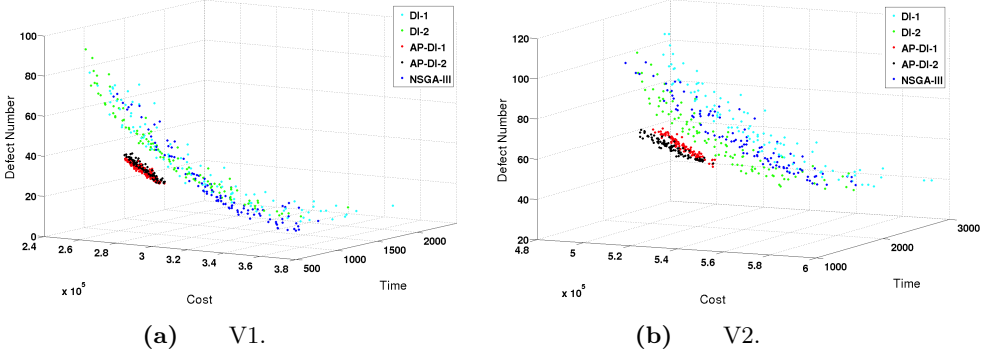 DI-1
DI-2
AP-DI-1
AP-DI-2
NSGA-III
100
80
60
40
20
0
Defect Number
2.4
2.6
2.8
3
3.2
3.4
3.6
3.8
x 10^5
Cost
500
1000
1500
2000
Time
(a) V1.
DI-1
DI-2
AP-DI-1
AP-DI-2
NSGA-III
120
100
80
60
40
20
Defect Number
4.8
5
5.2
5.4
5.6
5.8
6
x 10^5
Cost
1000
2000
3000
Time
(b) V2.